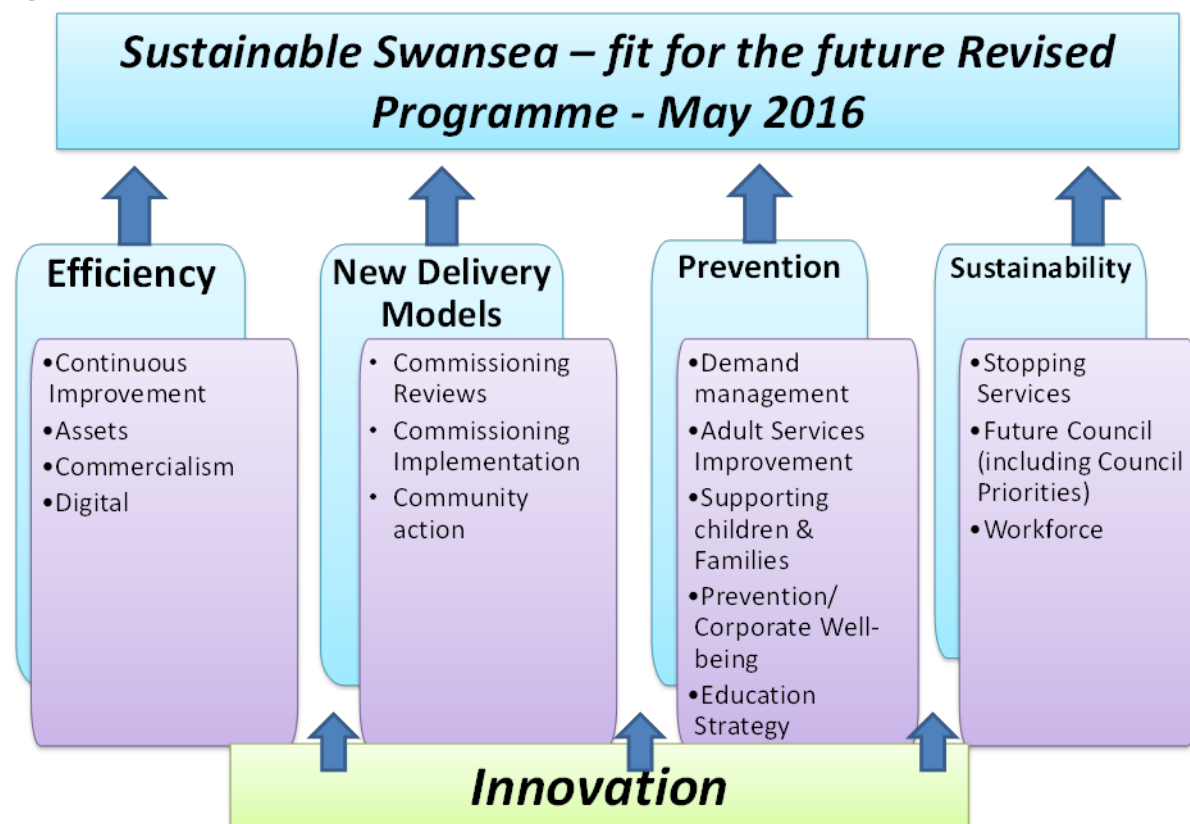 Sustainable Swansea – fit for the future Revised
Programme - May 2016
Efficiency
•Continuous
Improvement
•Assets
•Commercialism
•Digital
New Delivery
Models
• Commissioning
Reviews
• Commissioning
Implementation
• Community
action
Prevention
•Demand
management
•Adult Services
Improvement
•Supporting
children &
Families
•Prevention/
Corporate Well-
being
•Education
Strategy
Sustainability
•Stopping
Services
•Future Council
(including Council
Priorities)
•Workforce
Innovation